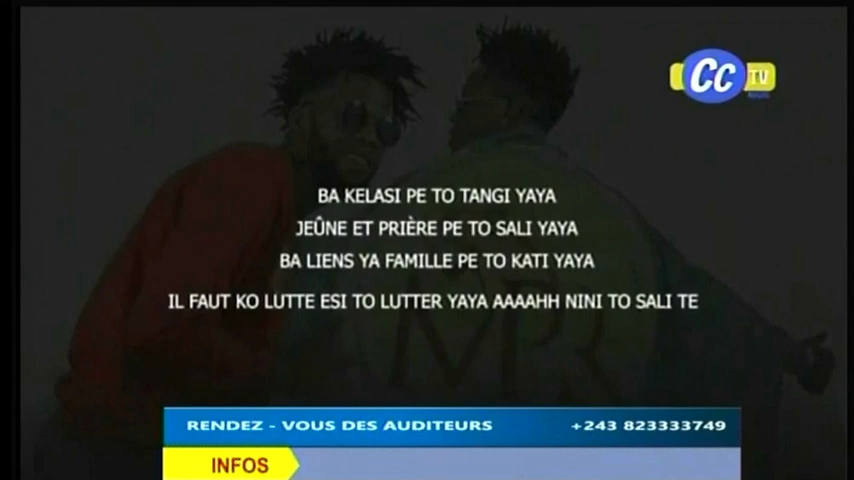 CC TV
BA KELASI PE TO TANGI YAYA
JEÛNE ET PRIÈRE PE TO SALI YAYA
BA LIENS YA FAMILLE PE TO KATI YAYA
IL FAUT KO LUTTE ESI TO LUTTER YAYA AAAAHH NINI TO SALI TE
MPR
RENDEZ - VOUS DES AUDITEURS +243 823333749
INFOS